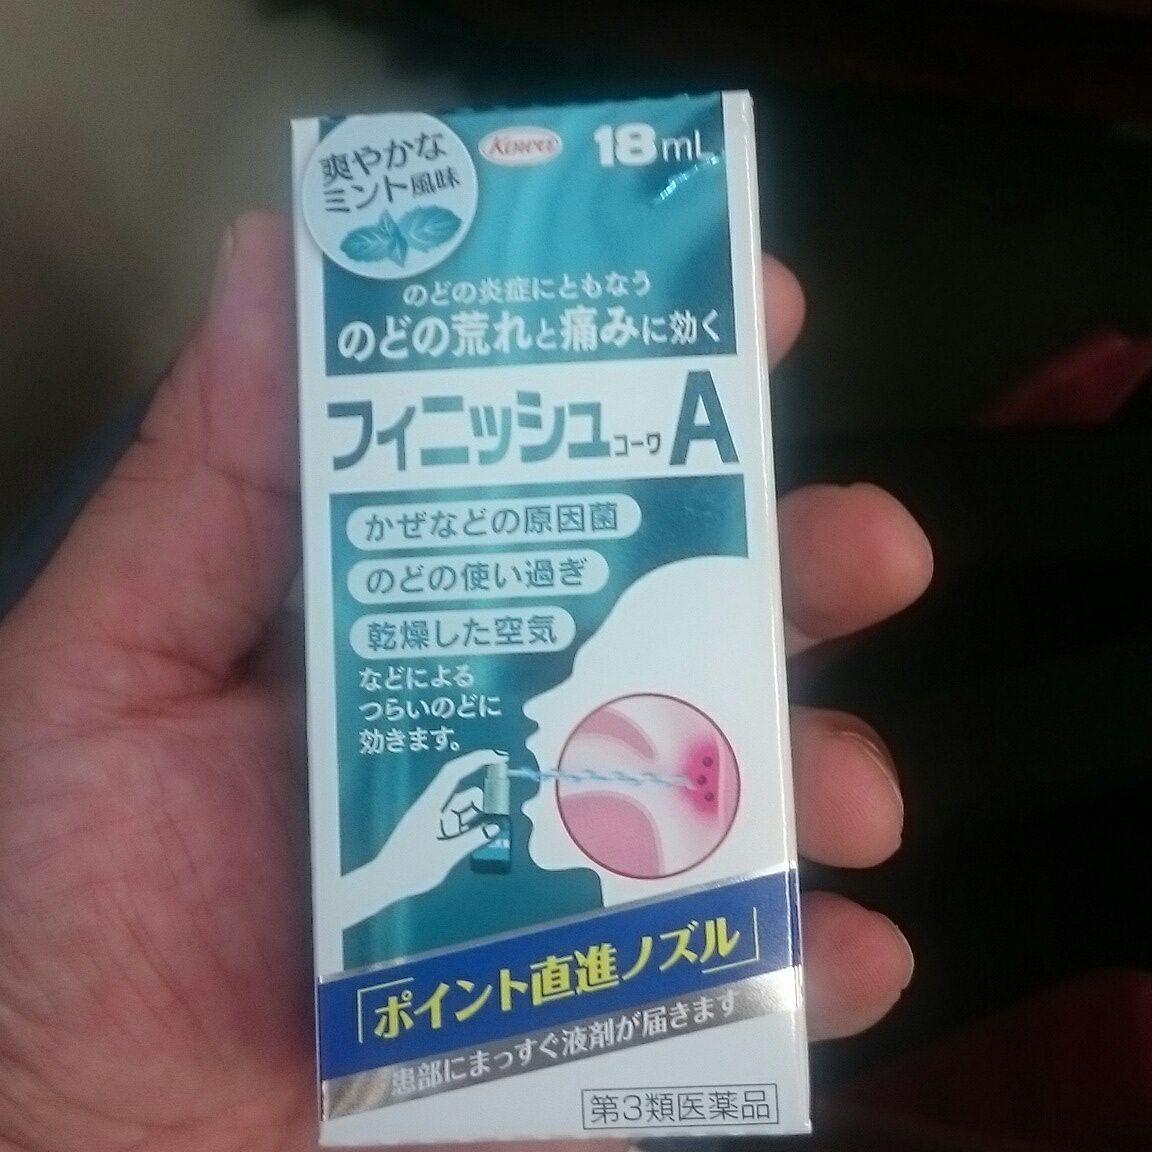 爽やかな
ミント風味
Kowa
18mL
のどの炎症にともなう
のどの荒れと痛みに効く
フィニッシュコーワA
かぜなどの原因菌
のどの使い過ぎ
乾燥した空気
などによる
つらいのどに
効きます。
「ポイント直進ノズル」
患部にまっすぐ液剤が届きます
第3類医薬品